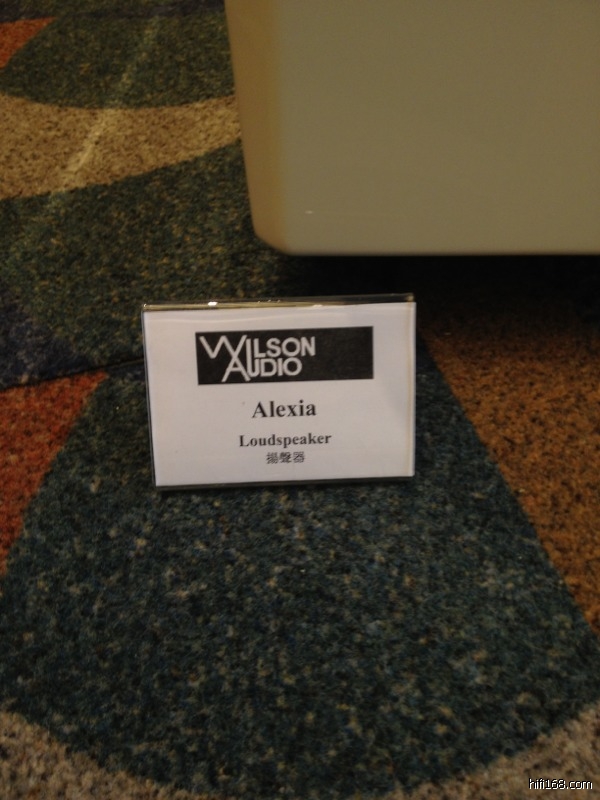 WILSON
AUDIO
Alexia
Loudspeaker
揚聲器
hifi168.com